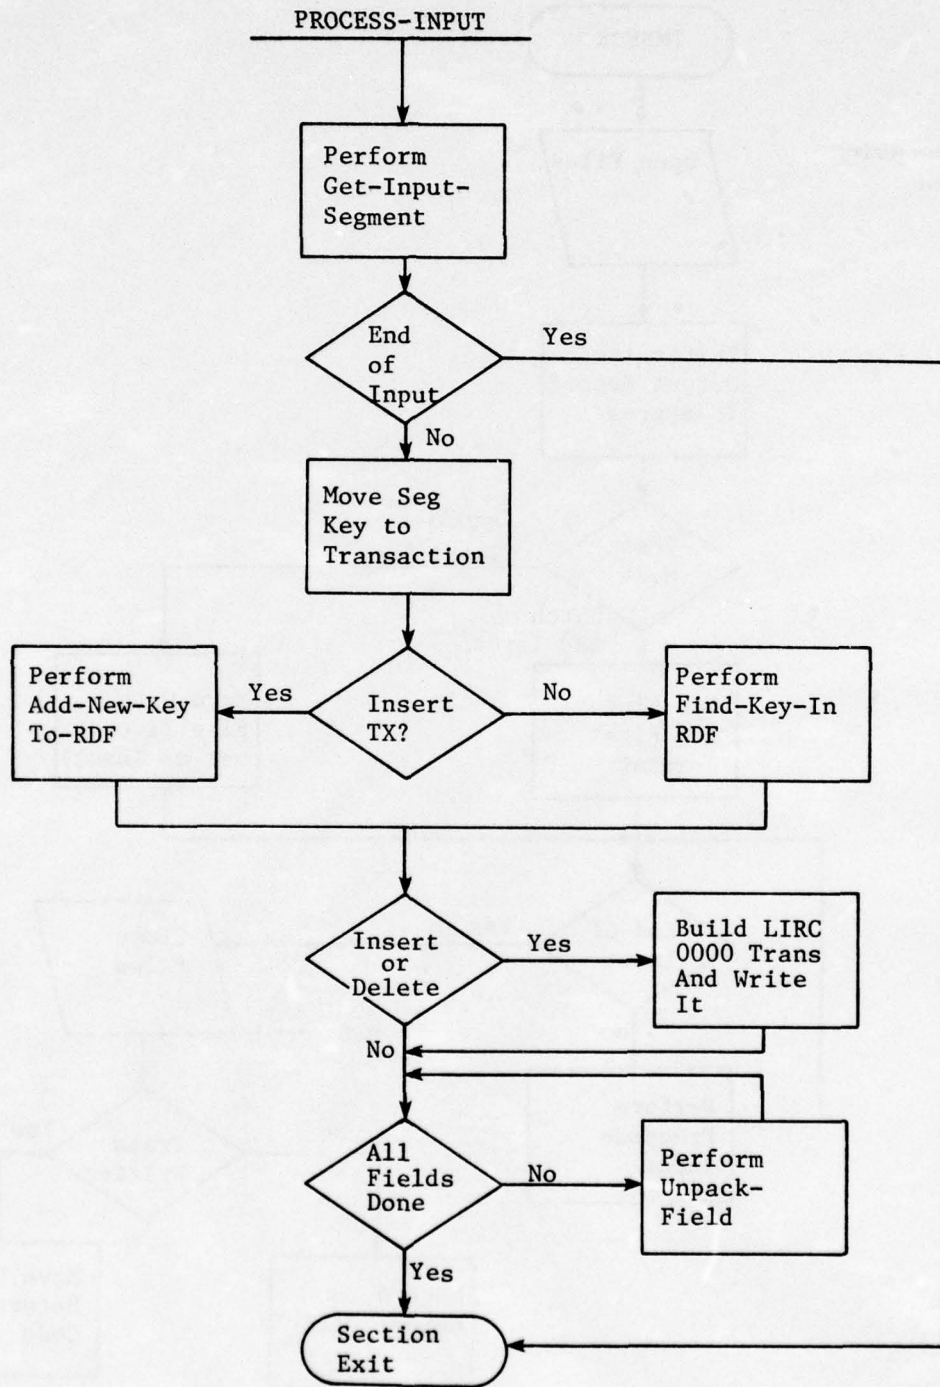 PROCESS-INPUT
Perform
Get-Input-
Segment
End
of
Input
Yes
No
Move Seg
Key to
Transaction
Perform
Add-New-Key
To-RDF
Yes
Insert
TX?
No
Perform
Find-Key-In
RDF
Insert
or
Delete
Yes
Build LIRC
0000 Trans
And Write
It
No
All
Fields
Done
No
Perform
Unpack-
Field
Yes
Section
Exit